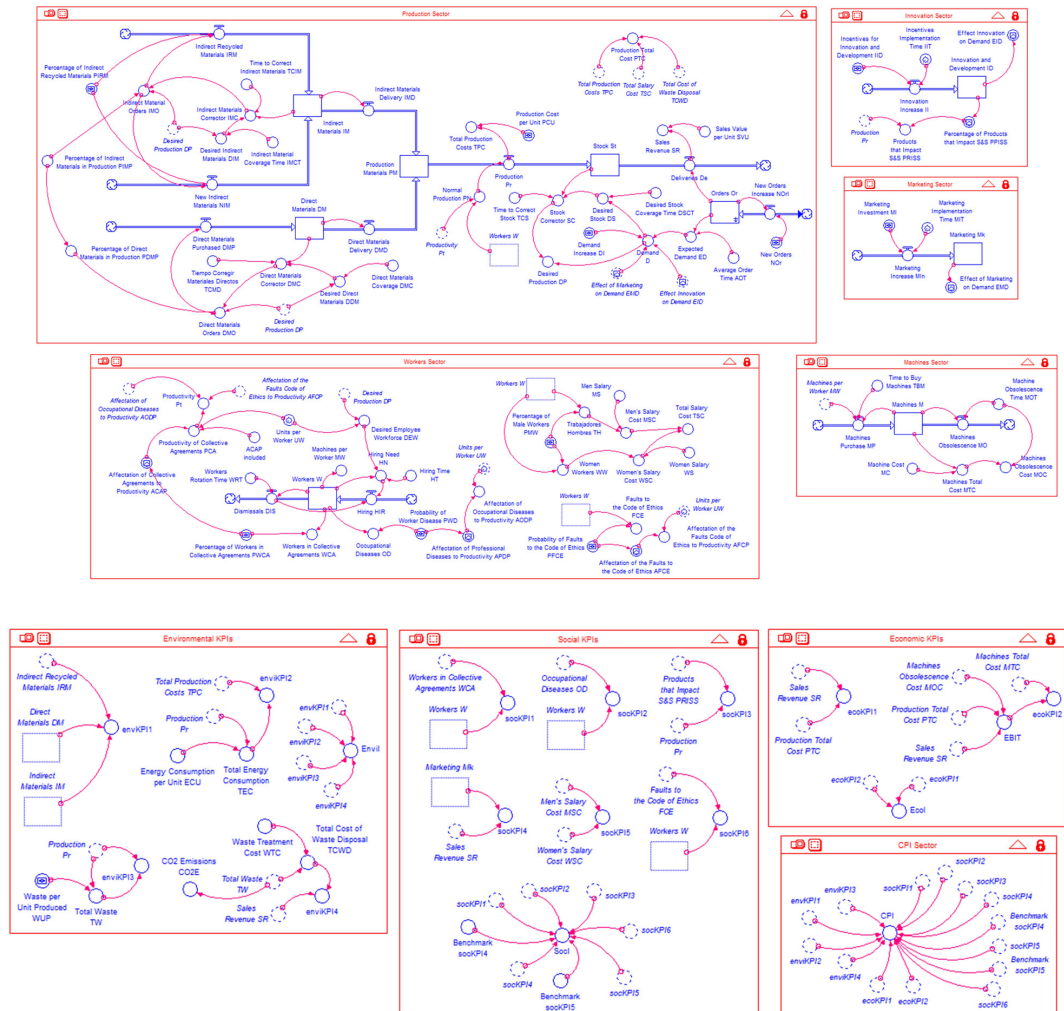 Production Sector
Indirect Recycled
Materials IRM
Percentage of Indirect
Recycled Materials PIRM
Time to Correct
Indirect Materials TCIM
Indirect Material
Orders IMO
Indirect Materials
Corrector IMC
Indirect Materials
Delivery IMD
Indirect
Materials IM
Desired
Production DP
Desired Indirect
Materials DIM
Indirect Material
Coverage Time IMCT
Percentage of Indirect
Materials in Production PIMP
New Indirect
Materials NIM
Direct
Materials DM
Production
Materials PM
Percentage of Direct
Materials in Production PDMP
Direct Materials
Purchased DMP
Direct Materials
Delivery DMD
Tiempo Corregir
Materiales Directos
TCMD
Direct Materials
Corrector DMC
Direct Materials
Coverage DMC
Desired Direct
Materials DDM
Direct Materials
Orders DMO
Desired
Production DP
Production Total
Cost PTC
Total Production
Costs TPC
Total Salary
Cost TSC
Total Cost of
Waste Disposal
TCWD
Production Cost
per Unit PCU
Total Production
Costs TPC
Sales
Revenue SR
Sales Value
per Unit SVU
Stock St
Production
Pr
Deliveries De
Normal
Production PN
Time to Correct
Stock TCS
Stock
Corrector SC
Desired
Stock DS
Desired Stock
Coverage Time DSCT
Orders Or
New Orders
Increase NOrI
Productivity
Pt
Workers W
Demand
Increase DI
Demand
D
Expected
Demand ED
New Orders
NOr
Desired
Production DP
Average Order
Time AOT
Effect of Marketing
on Demand EMD
Effect Innovation
on Demand EID
Innovation Sector
Incentives for
Innovation and
Development IID
Incentives
Implementation
Time IIT
Effect Innovation
on Demand EID
Innovation and
Development ID
Innovation
Increase II
Production
Pr
Products
that Impact
S&S PRISS
Percentage of Products
that Impact S&S PPISS
Marketing Sector
Marketing
Investment MI
Marketing
Implementation
Time MIT
Marketing Mk
Marketing
Increase MIn
Effect of Marketing
on Demand EMD
Workers Sector
Affectation of
Occupational Diseases
to Productivity AODP
Productivity
Pt
Affectation of the
Faults Code of
Ethics to Productivity AFCP
Desired
Production DP
Productivity of Collective
Agreements PCA
Units per
Worker UW
Desired Employee
Workforce DEW
ACAP
included
Machines per
Worker MW
Hiring Need
HN
Units per
Worker UW
Affectation of Collective
Agreements to
Productivity ACAP
Workers
Rotation Time WRT
Workers W
Hiring Time
HT
Dismissals DIS
Hiring HIR
Probability of
Worker Disease PWD
Affectation of
Occupational Diseases
to Productivity AODP
Percentage of Workers in
Collective Agreements PWCA
Workers in Collective
Agreements WCA
Occupational
Diseases OD
Affectation of Professional
Diseases to Productivity APDP
Workers W
Men Salary
MS
Percentage of
Male Workers
PMW
Trabajadores
Hombres TH
Men's Salary
Cost MSC
Total Salary
Cost TSC
Women
Workers WW
Women's Salary
Cost WSC
Women Salary
WS
Workers W
Faults to
the Code of Ethics
FCE
Units per
Worker UW
Probability of Faults
to the Code of Ethics
PFCE
Affectation of the
Faults Code of
Ethics to Productivity AFCP
Affectation of the Faults to
the Code of Ethics AFCE
Machines Sector
Machines per
Worker MW
Time to Buy
Machines TBM
Machines M
Machine
Obsolescence
Time MOT
Machines
Purchase MP
Machines
Obsolescence MO
Machine Cost
MC
Machines Total
Cost MTC
Machines
Obsolescence
Cost MOC
Environmental KPIs
Indirect Recycled
Materials IRM
Direct
Materials DM
envIKPI1
Indirect
Materials IM
Total Production
Costs TPC
enviKPI2
Production
Pr
Energy Consumption
per Unit ECU
Total Energy
Consumption
TEC
envKPI1
enviKPI2
EnviI
enviKPI3
enviKPI4
Production
Pr
enviKPI3
Waste per
Unit Produced
WUP
Total Waste
TW
CO2 Emissions
CO2E
Waste Treatment
Cost WTC
Total Cost of
Waste Disposal
TCWD
Total Waste
TW
Sales
Revenue SR
enviKPI4
Social KPIs
Workers in Collective
Agreements WCA
Workers W
socKPI1
Occupational
Diseases OD
Workers W
socKPI2
Products
that Impact
S&S PRISS
socKPI3
Production
Pr
Marketing Mk
socKPI4
Sales
Revenue SR
Men's Salary
Cost MSC
socKPI5
Women's Salary
Cost WSC
Faults to
the Code of Ethics
FCE
socKPI6
Workers W
socKPI1
socKPI2
socKPI3
Benchmark
socKPI4
SocI
socKPI6
socKPI4
Benchmark
socKPI5
socKPI5
Economic KPIs
Sales
Revenue SR
ecoKPI1
Production Total
Cost PTC
Machines Total
Cost MTC
Machines
Obsolescence
Cost MOC
Production Total
Cost PTC
ecoKPI2
EBIT
Sales
Revenue SR
ecoKPI2
ecoKPI1
EcoI
CPI Sector
socKPI2
socKPI1
socKPI3
enviKPI3
socKPI4
envKPI1
CPI
Benchmark
socKPI4
socKPI5
enviKPI2
enviKPI4
Benchmark
socKPI5
ecoKPI1
ecoKPI2
socKPI6